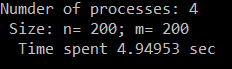 Numder of processes: 4
Size: n= 200; m= 200
Time spent 4.94953 sec